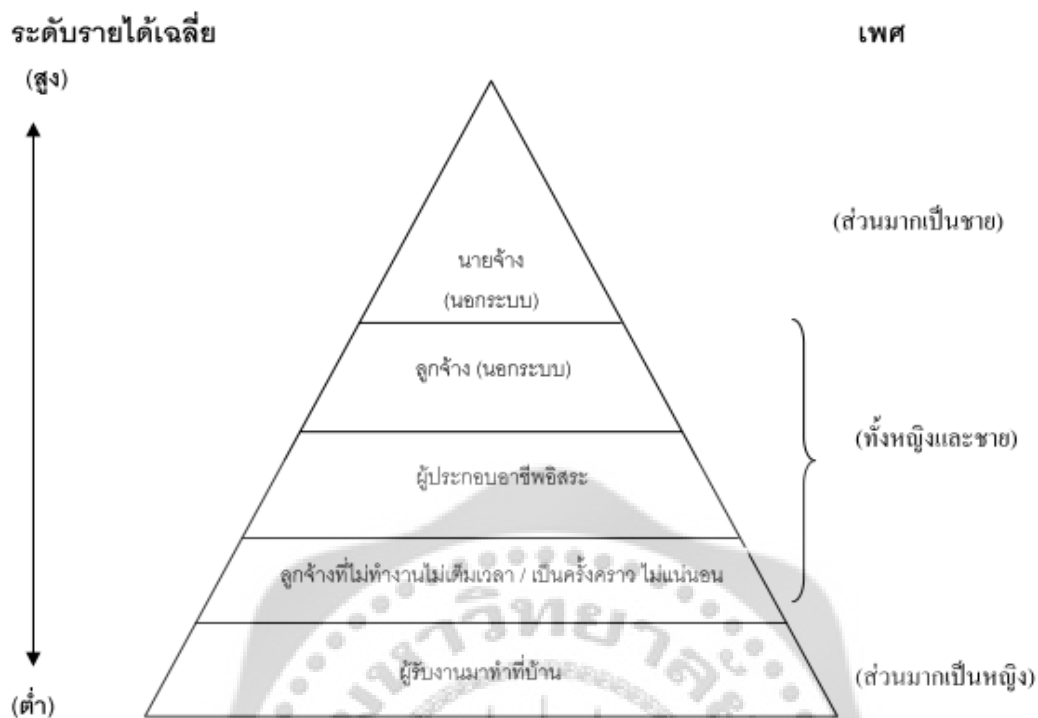 ระดับรายได้เฉลี่ย
เพศ
(สูง)
(ส่วนมากเป็นชาย)
นายจ้าง
(นอกระบบ)
ลูกจ้าง (นอกระบบ)
(ทั้งหญิงและชาย)
ผู้ประกอบอาชีพอิสระ
ลูกจ้างที่ไม่ทำงานไม่เต็มเวลา / เป็นครั้งคราว ไม่แน่นอน
ผู้รับงานมาทำที่บ้าน
(ส่วนมากเป็นหญิง)
(ต่ำ)